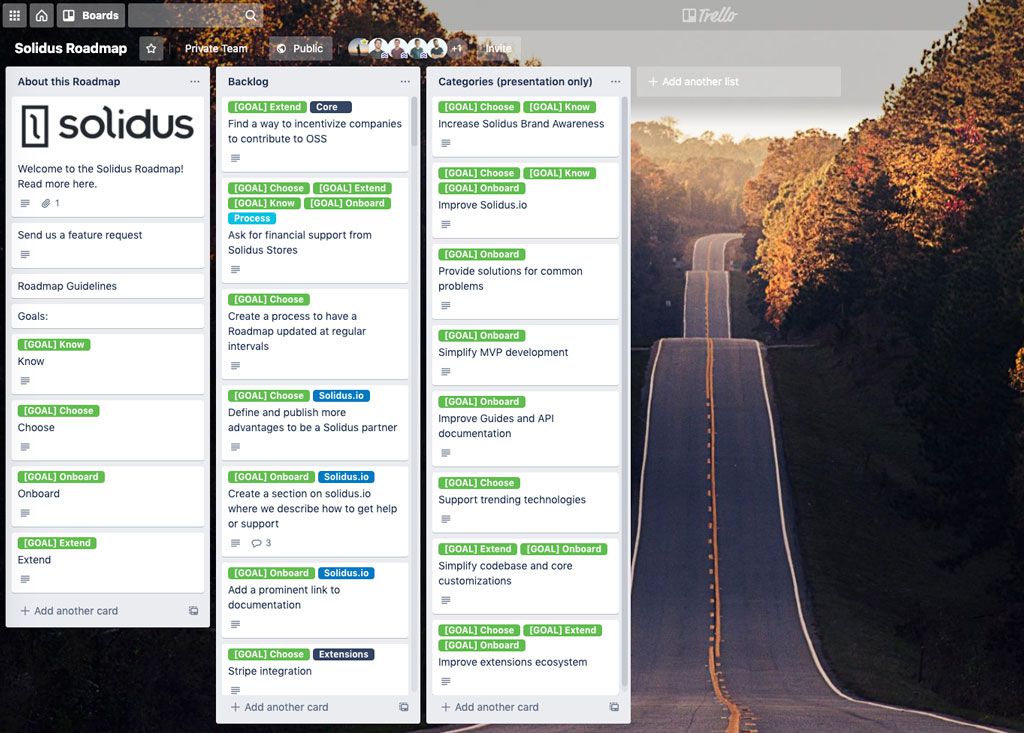 Boards
Trello
Solidus Roadmap
Private Team
Public
+1
Invite
About this Roadmap
solidus
Welcome to the Solidus Roadmap!
Read more here.
1
Send us a feature request
Roadmap Guidelines
Goals:
[GOAL] Know
Know
[GOAL] Choose
Choose
[GOAL] Onboard
Onboard
[GOAL] Extend
Extend
+ Add another card
Backlog
[GOAL] Extend Core
Find a way to incentivize companies
to contribute to OSS
[GOAL] Choose [GOAL] Extend
[GOAL] Know [GOAL] Onboard
Process
Ask for financial support from
Solidus Stores
[GOAL] Choose
Create a process to have a
Roadmap updated at regular
intervals
[GOAL] Choose Solidus.io
Define and publish more
advantages to be a Solidus partner
[GOAL] Onboard Solidus.io
Create a section on solidus.io
where we describe how to get help
or support
3
[GOAL] Onboard Solidus.io
Add a prominent link to
documentation
[GOAL] Choose Extensions
Stripe integration
+ Add another card
Categories (presentation only)
[GOAL] Choose [GOAL] Know
Increase Solidus Brand Awareness
[GOAL] Choose [GOAL] Know
[GOAL] Onboard
Improve Solidus.io
[GOAL] Onboard
Provide solutions for common
problems
[GOAL] Onboard
Simplify MVP development
[GOAL] Onboard
Improve Guides and API
documentation
[GOAL] Choose
Support trending technologies
[GOAL] Extend [GOAL] Onboard
Simplify codebase and core
customizations
[GOAL] Choose [GOAL] Extend
[GOAL] Onboard
Improve extensions ecosystem
+ Add another card
+ Add another list